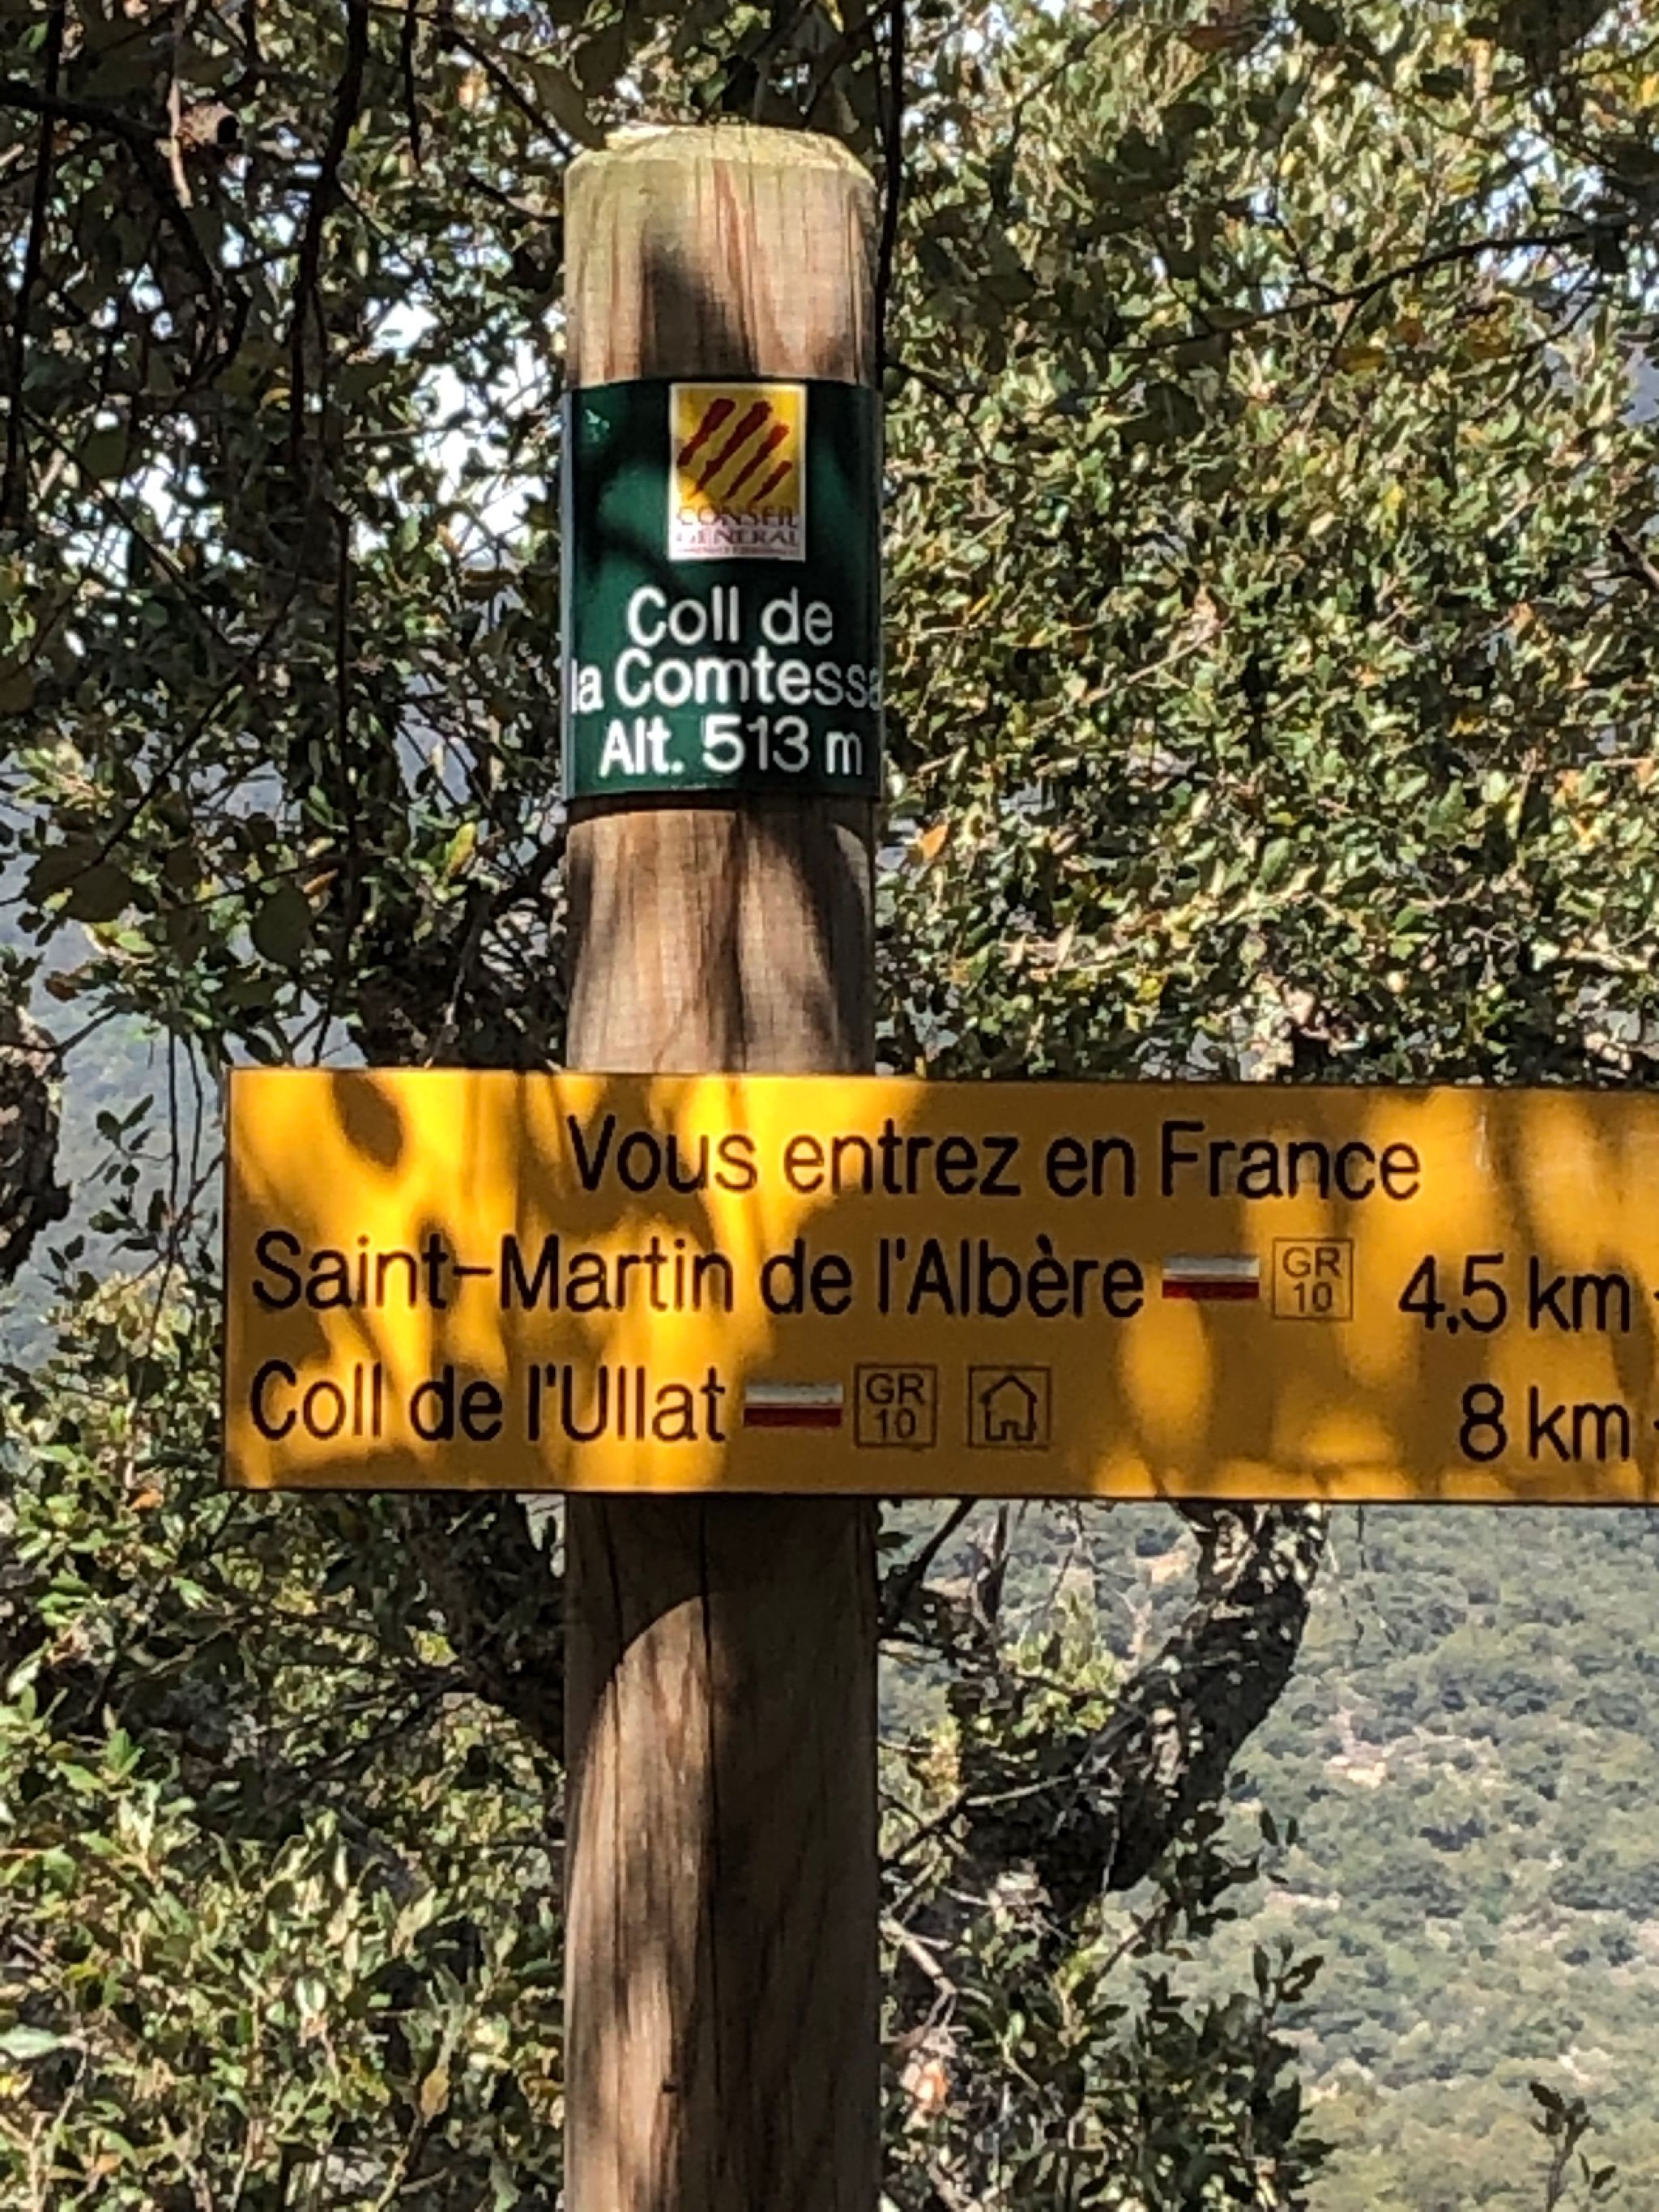 CONSEIL
GENERAL
Coll de
la Comtessa
Alt. 513 m
Vous entrez en France
Saint-Martin de l'Albère GR 10 4.5 km
Coll de l'Ullat GR 10 8 km